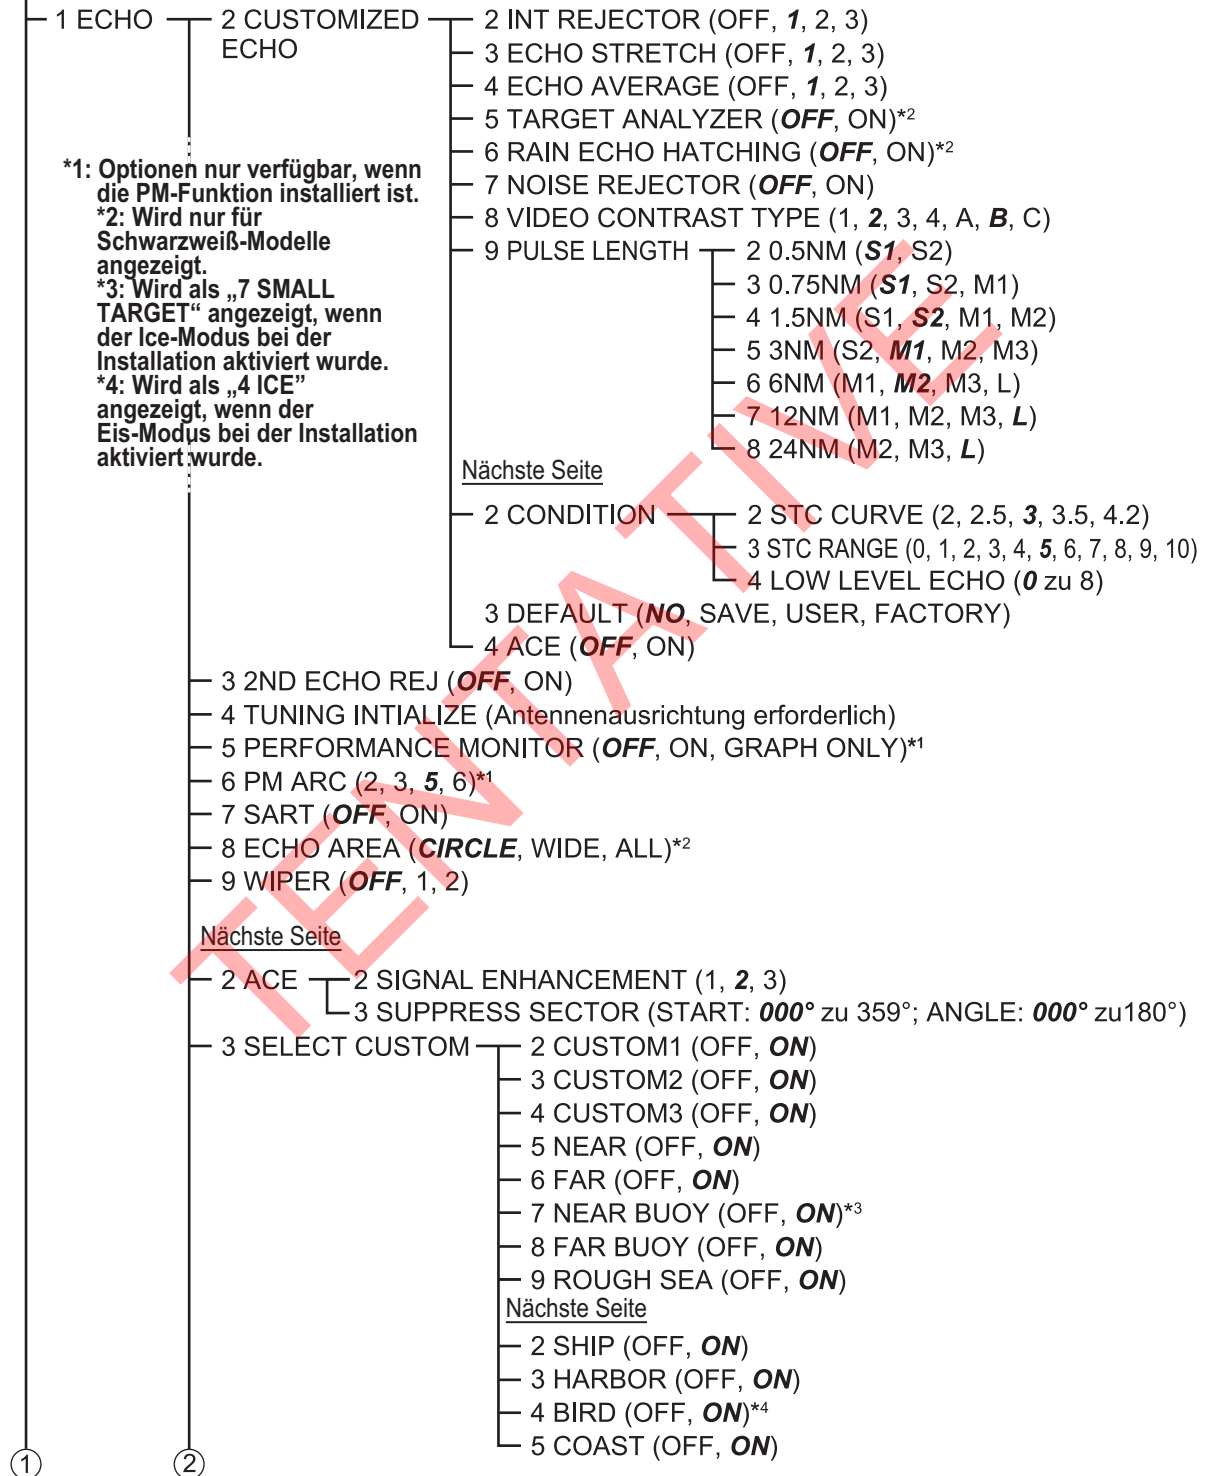 1 ECHO
2 CUSTOMIZED ECHO
2 INT REJECTOR (OFF, 1, 2, 3)
3 ECHO STRETCH (OFF, 1, 2, 3)
4 ECHO AVERAGE (OFF, 1, 2, 3)
5 TARGET ANALYZER (OFF, ON)*2
6 RAIN ECHO HATCHING (OFF, ON)*2
7 NOISE REJECTOR (OFF, ON)
8 VIDEO CONTRAST TYPE (1, 2, 3, 4, A, B, C)
9 PULSE LENGTH
2 0.5NM (S1, S2)
3 0.75NM (S1, S2, M1)
4 1.5NM (S1, S2, M1, M2)
5 3NM (S2, M1, M2, M3)
6 6NM (M1, M2, M3, L)
7 12NM (M1, M2, M3, L)
8 24NM (M2, M3, L)
*1: Optionen nur verfügbar, wenn
die PM-Funktion installiert ist.
*2: Wird nur für
Schwarzweiß-Modelle
angezeigt.
*3: Wird als „7 SMALL
TARGET“ angezeigt, wenn
der Ice-Modus bei der
Installation aktiviert wurde.
*4: Wird als „4 ICE”
angezeigt, wenn der
Eis-Modus bei der Installation
aktiviert wurde.
Nächste Seite
2 CONDITION
2 STC CURVE (2, 2.5, 3, 3.5, 4.2)
3 STC RANGE (0, 1, 2, 3, 4, 5, 6, 7, 8, 9, 10)
4 LOW LEVEL ECHO (0 zu 8)
3 DEFAULT (NO, SAVE, USER, FACTORY)
4 ACE (OFF, ON)
3 2ND ECHO REJ (OFF, ON)
4 TUNING INTIALIZE (Antennenausrichtung erforderlich)
5 PERFORMANCE MONITOR (OFF, ON, GRAPH ONLY)*1
6 PM ARC (2, 3, 5, 6)*1
7 SART (OFF, ON)
8 ECHO AREA (CIRCLE, WIDE, ALL)*2
9 WIPER (OFF, 1, 2)
Nächste Seite
2 ACE
2 SIGNAL ENHANCEMENT (1, 2, 3)
3 SUPPRESS SECTOR (START: 000° zu 359°; ANGLE: 000° zu180°)
3 SELECT CUSTOM
2 CUSTOM1 (OFF, ON)
3 CUSTOM2 (OFF, ON)
4 CUSTOM3 (OFF, ON)
5 NEAR (OFF, ON)
6 FAR (OFF, ON)
7 NEAR BUOY (OFF, ON)*3
8 FAR BUOY (OFF, ON)
9 ROUGH SEA (OFF, ON)
Nächste Seite
2 SHIP (OFF, ON)
3 HARBOR (OFF, ON)
4 BIRD (OFF, ON)*4
5 COAST (OFF, ON)
1
2
TENTATIVE